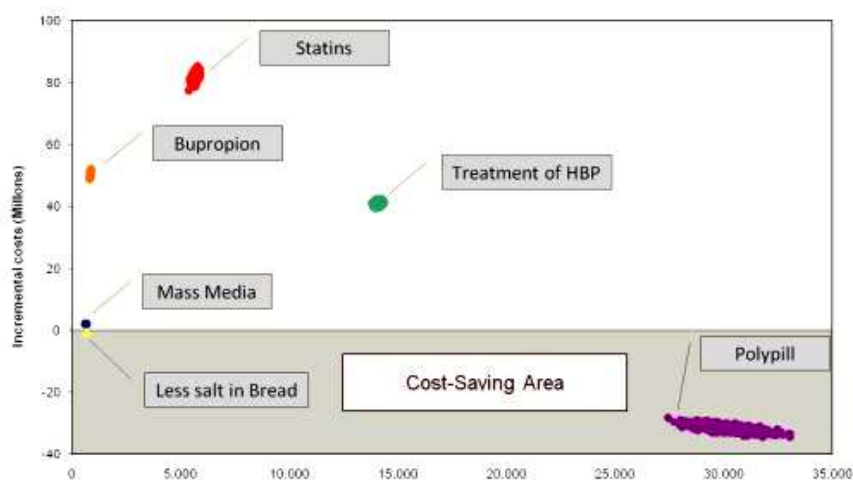 100
Statins
80
60
Bupropion
Treatment of HBP
40
20
Mass Media
0
Polypill
Less salt in Bread
Cost-Saving Area
-20
-40
0 5.000 10.000 15.000 20.000 25.000 30.000 35.000
Incremental costs (Millons)